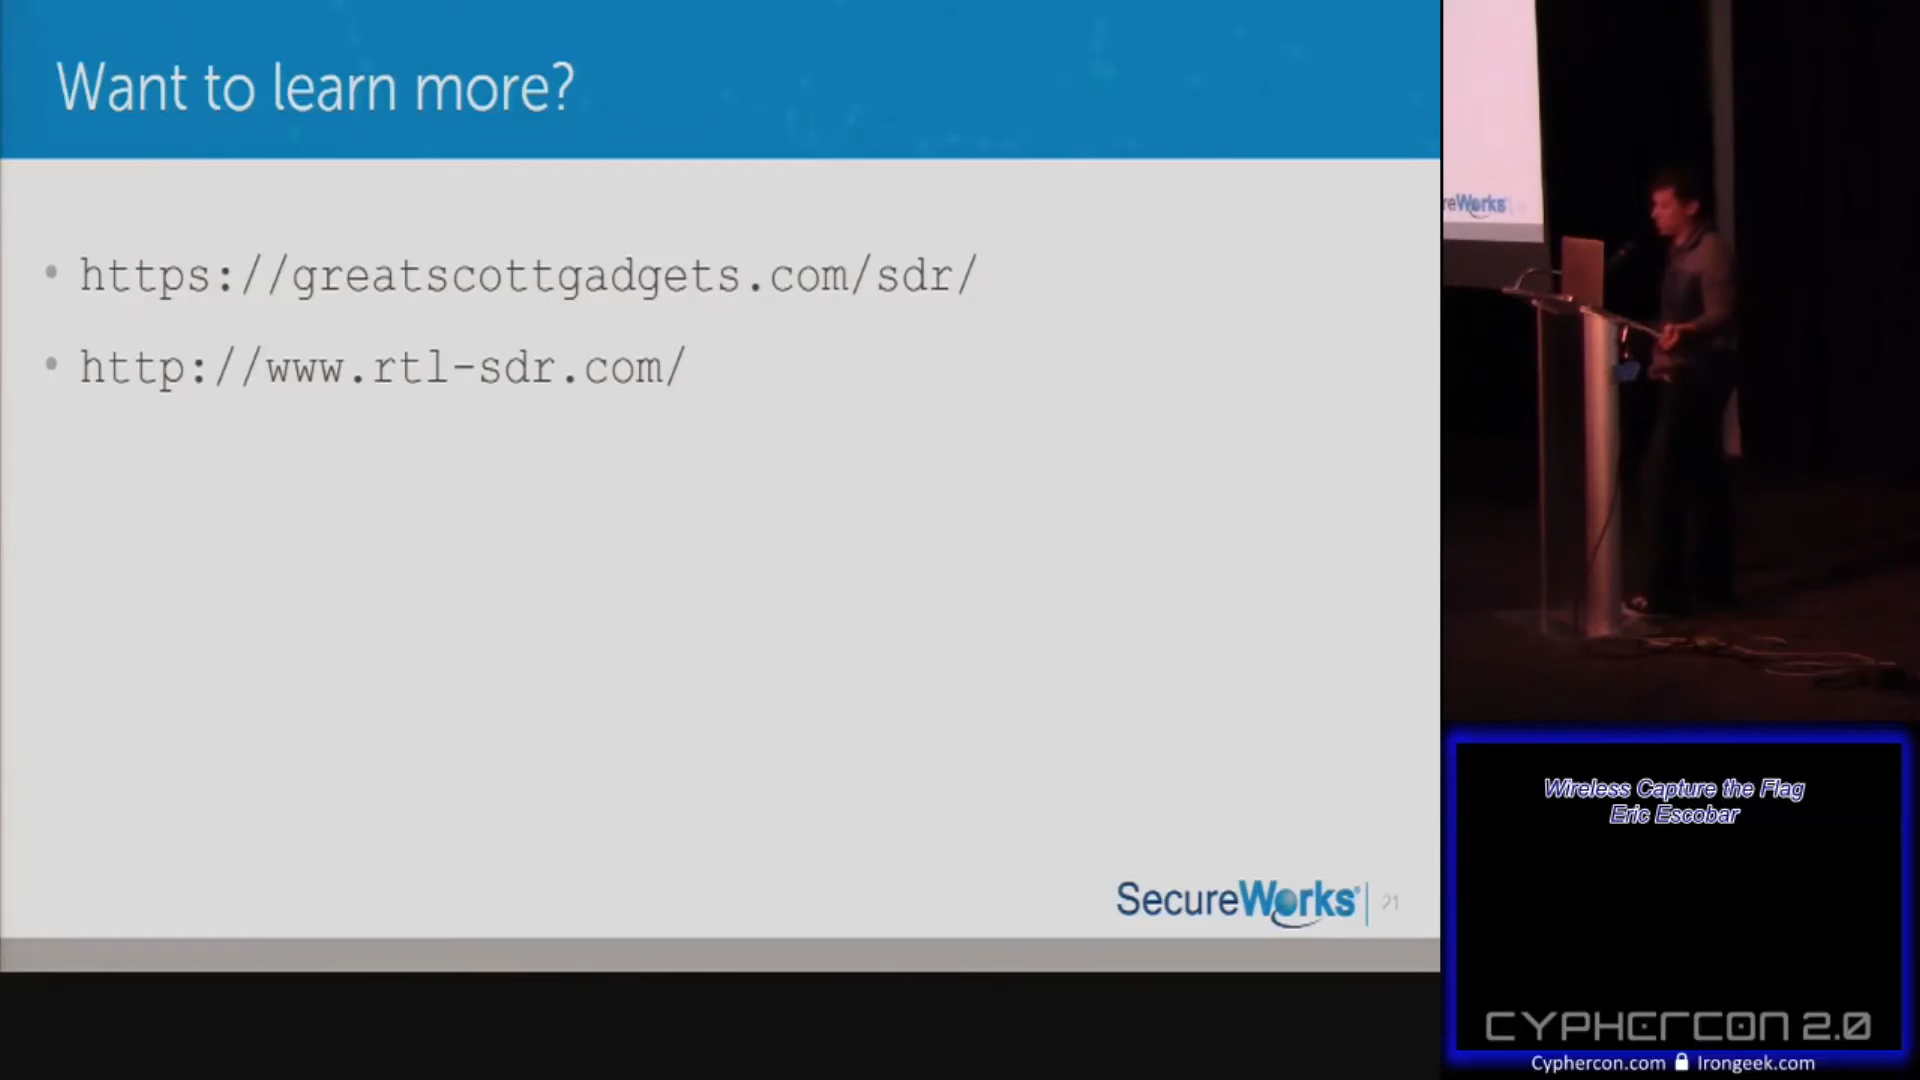 Want to learn more?
• https://greatscottgadgets.com/sdr/
• http://www.rtl-sdr.com/
SecureWorks® | 21
reWorks
Wireless Capture the Flag
Eric Escobar
CYPHERCON 2.0
Cyphercon.com Irongeek.com